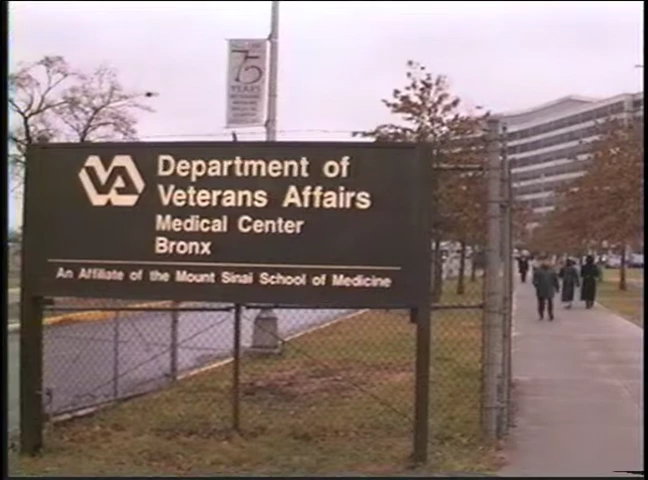 75
YEARS
VA
Department of
Veterans Affairs
Medical Center
Bronx
An Affiliate of the Mount Sinai School of Medicine